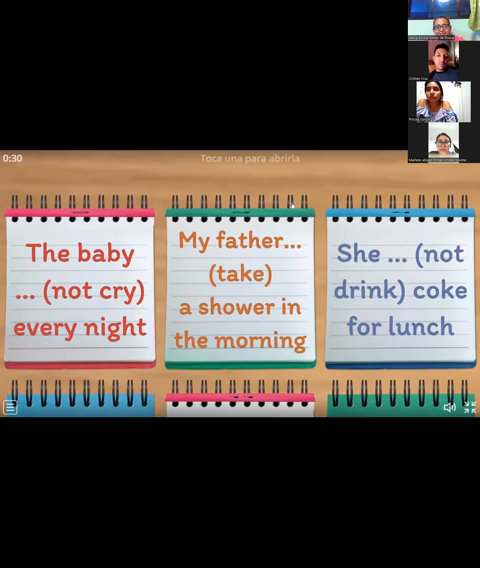 0:30
Toca una para abrirla
The baby
... (not cry)
every night
My father...
(take)
a shower in
the morning
She ... (not
drink) coke
for lunch